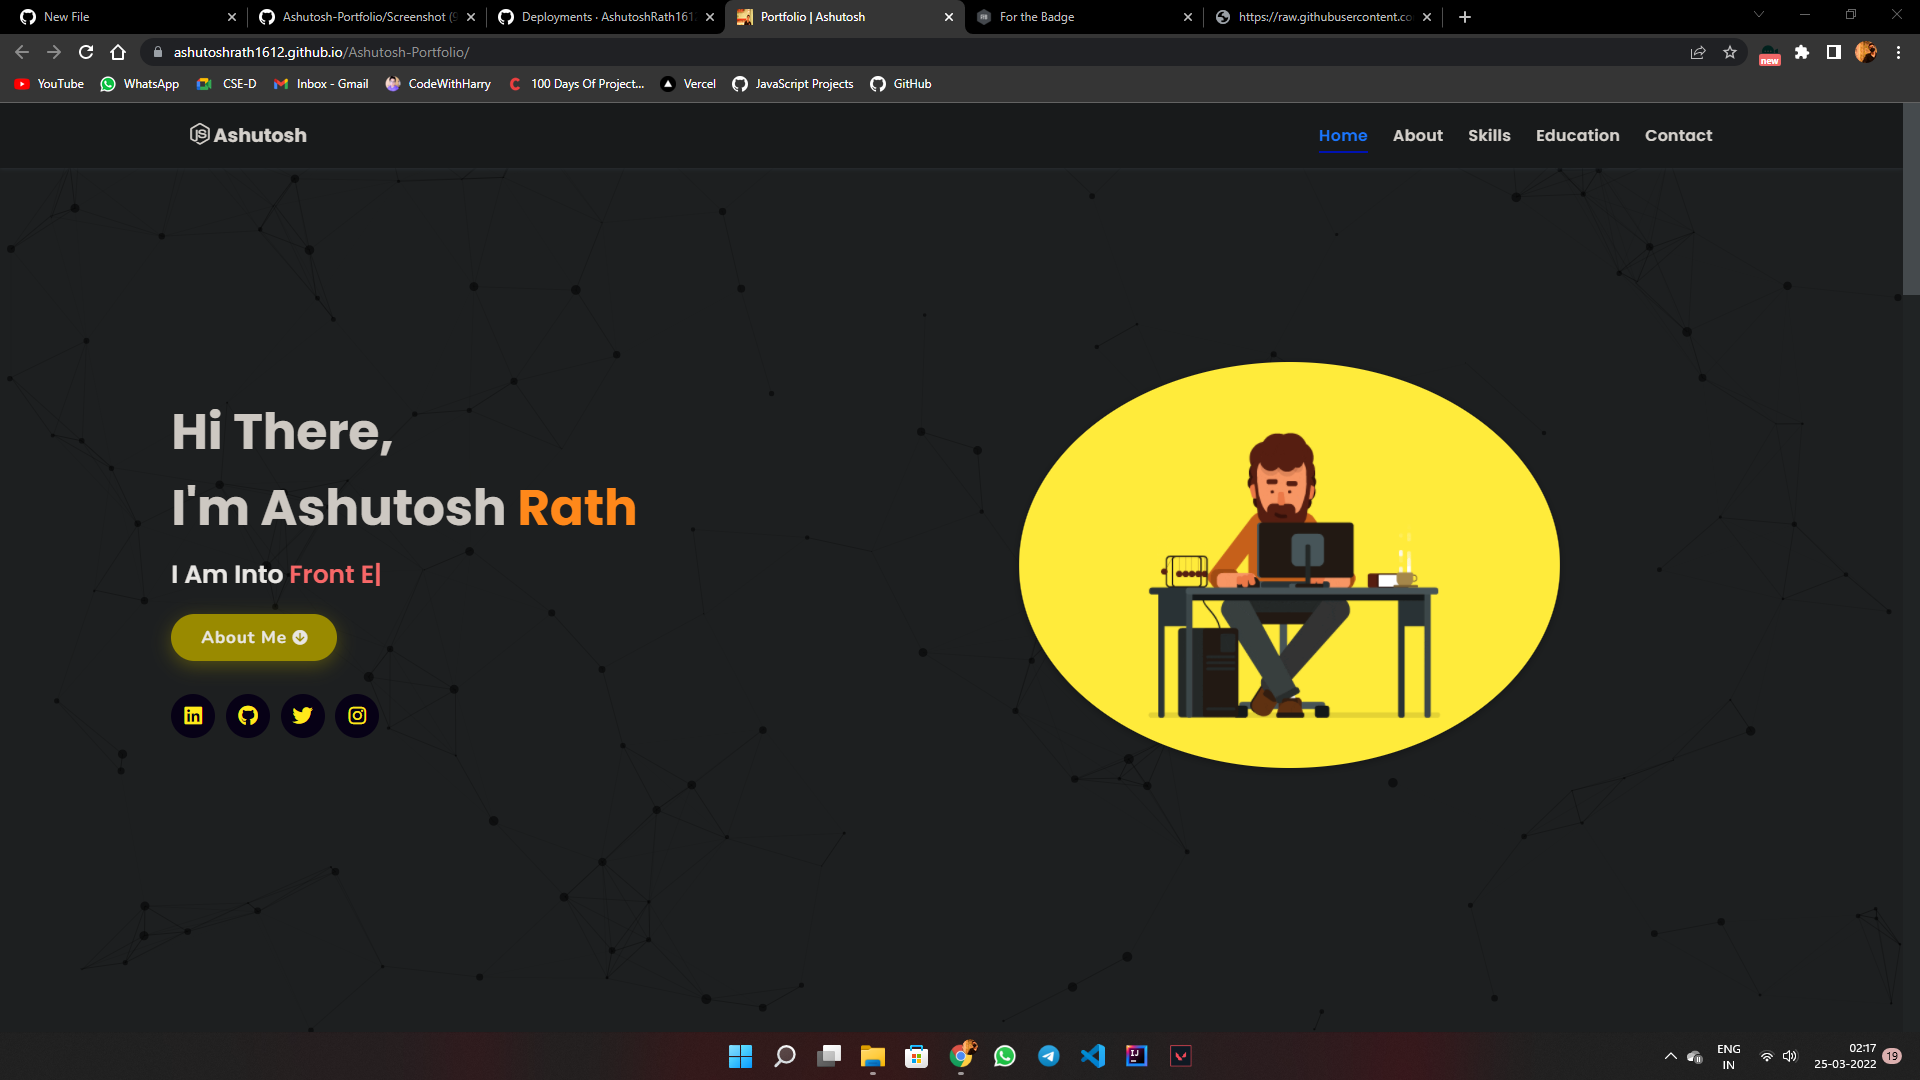 New File
Ashutosh-Portfolio/Screenshot (9
Deployments · AshutoshRath161
Portfolio | Ashutosh
For the Badge
https://raw.githubusercontent.co
ashutoshrath1612.github.io/Ashutosh-Portfolio/
new
YouTube
WhatsApp
CSE-D
Inbox - Gmail
CodeWithHarry
100 Days Of Project...
Vercel
JavaScript Projects
GitHub
Ashutosh
Home
About
Skills
Education
Contact
Hi There,
I'm Ashutosh Rath
I Am Into Front E|
About Me
ENG
IN
02:17
25-03-2022
19